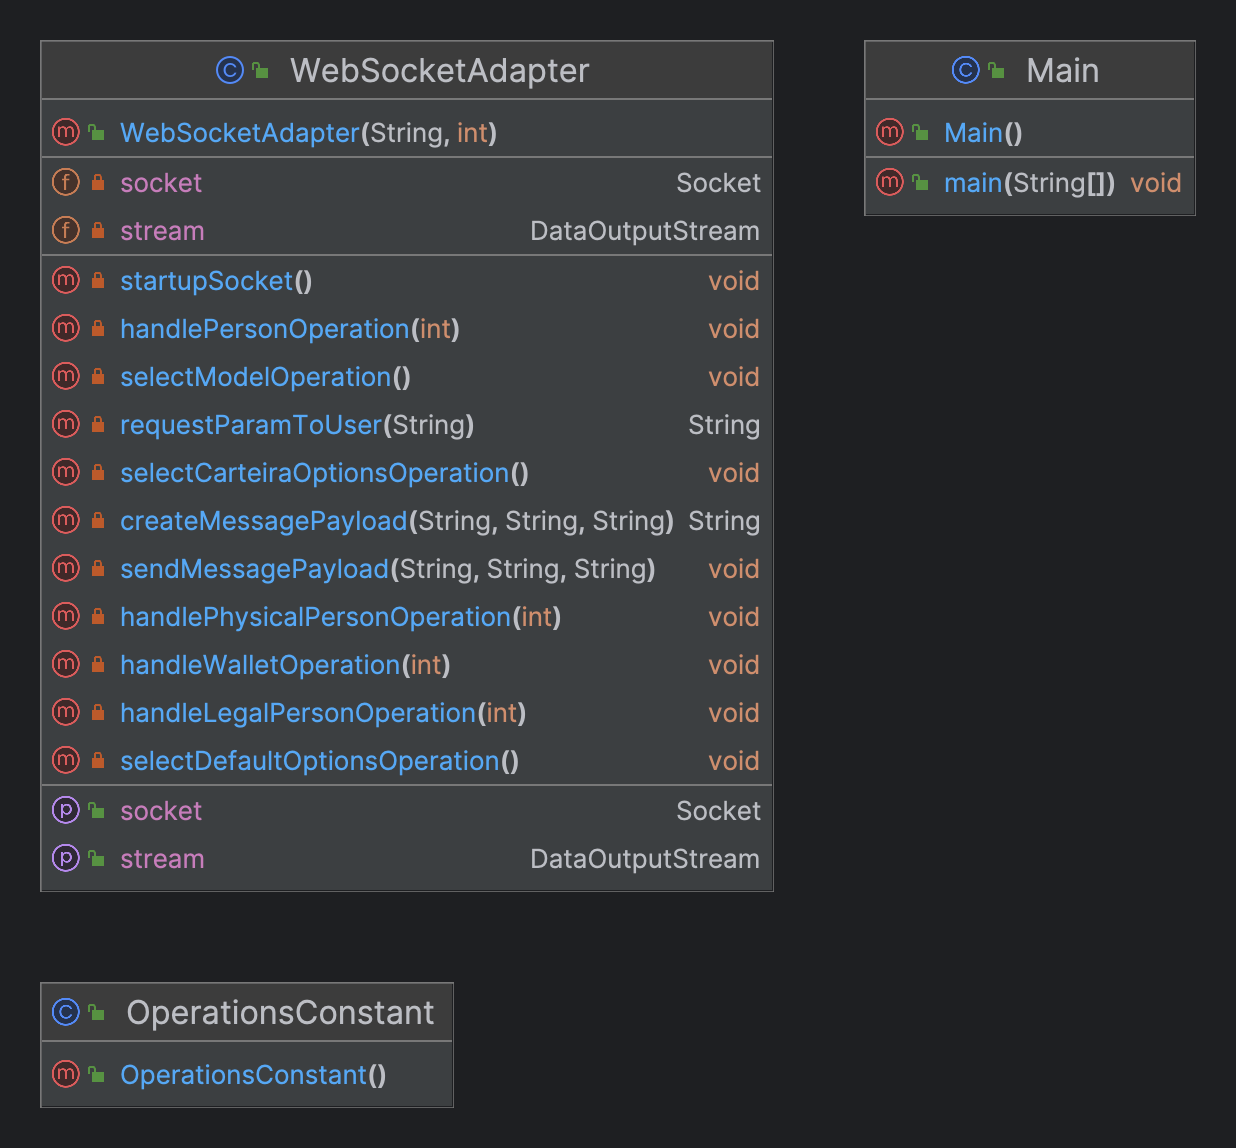 WebSocketAdapter
WebSocketAdapter(String, int)
socket Socket
stream DataOutputStream
startupSocket() void
handlePersonOperation(int) void
selectModelOperation() void
requestParamToUser(String) String
selectCarteiraOptionsOperation() void
createMessagePayload(String, String, String) String
sendMessagePayload(String, String, String) void
handlePhysicalPersonOperation(int) void
handleWalletOperation(int) void
handleLegalPersonOperation(int) void
selectDefaultOptionsOperation() void
socket Socket
stream DataOutputStream
Main
Main()
main(String[]) void
OperationsConstant
OperationsConstant()